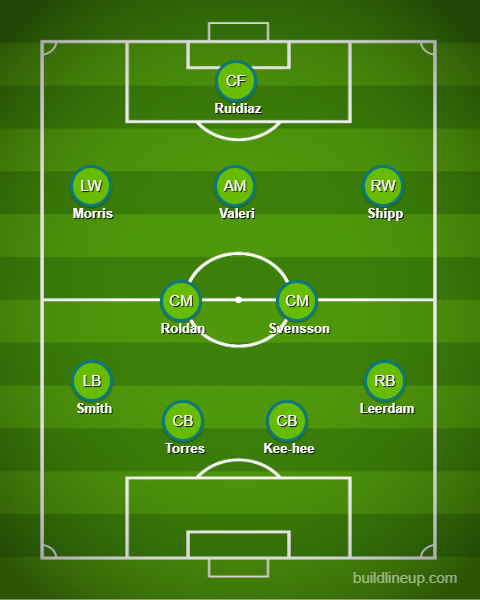 CF
Ruidiaz
LW
AM
RW
Morris
Valeri
Shipp
CM
CM
Roldan
Svensson
LB
RB
Smith
Leerdam
CB
CB
Torres
Kee-hee
buildlineup.com